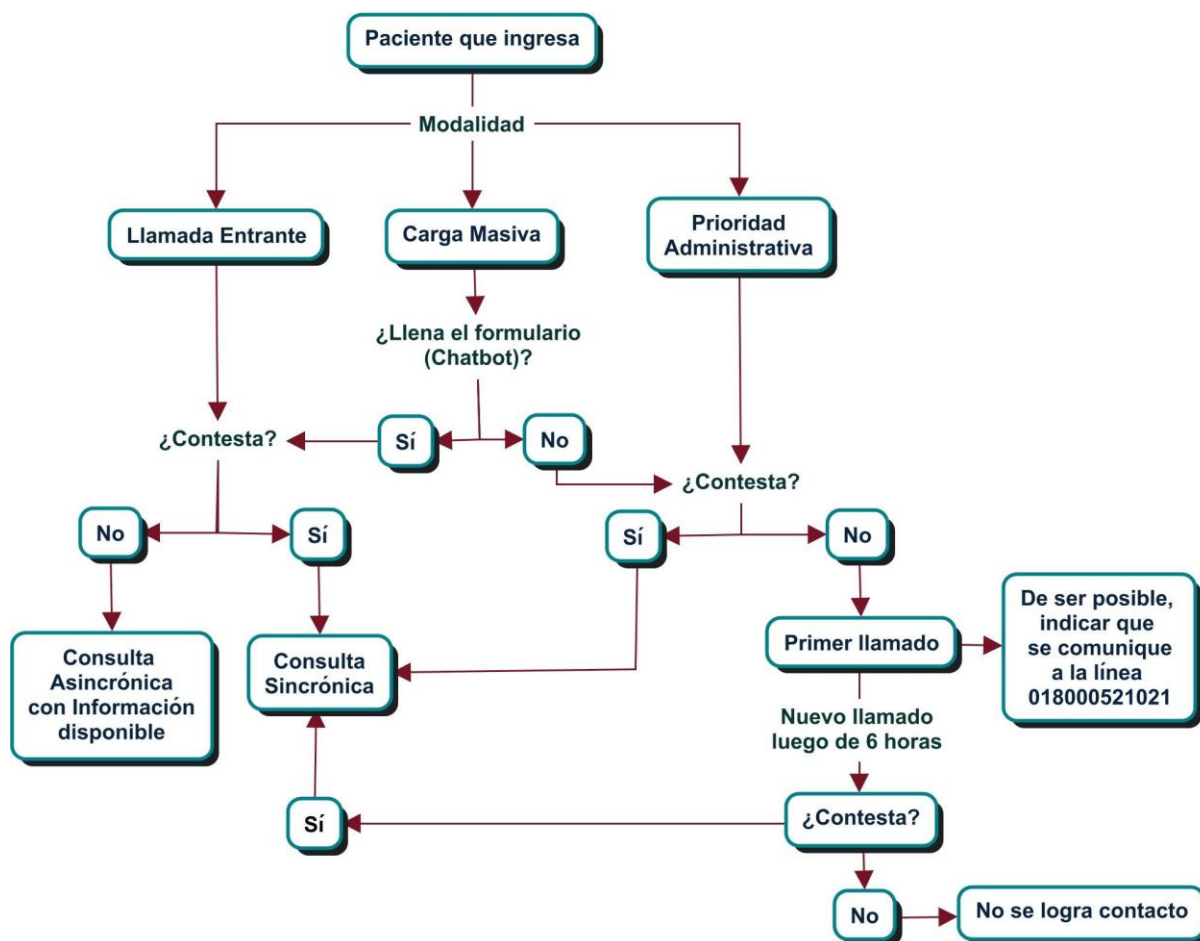 Paciente que ingresa
Modalidad
Llamada Entrante
Carga Masiva
Prioridad
Administrativa
¿Llena el formulario
(Chatbot)?
¿Contesta?
Sí
No
¿Contesta?
No
Sí
Sí
No
Consulta
Asincrónica
con Información
disponible
Consulta
Sincrónica
Primer llamado
De ser posible,
indicar que
se comunique
a la línea
018000521021
Nuevo llamado
luego de 6 horas
Sí
¿Contesta?
No
No se logra contacto